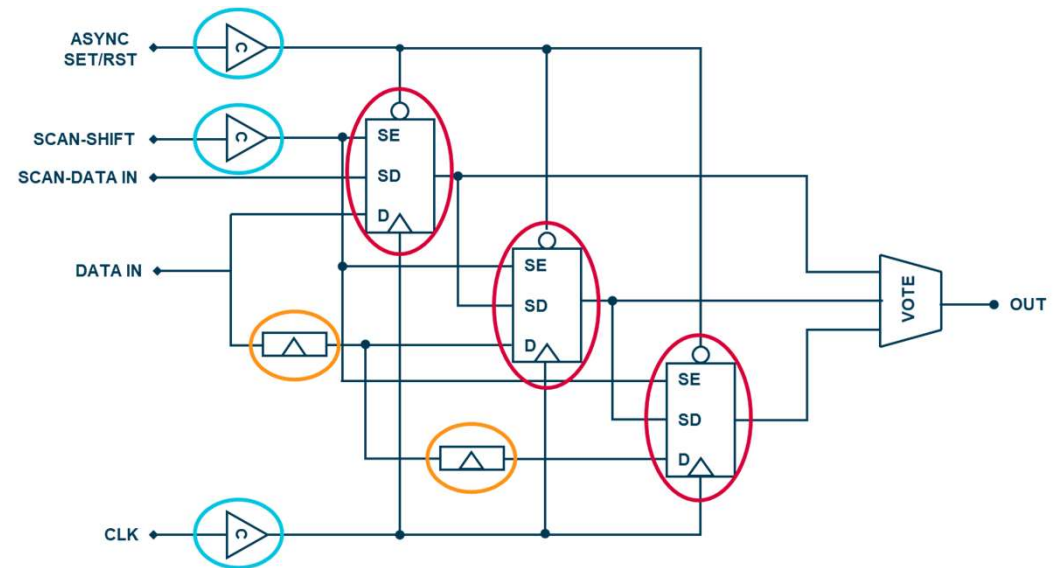 ASYNC
SET/RST
C
SCAN-SHIFT
C
SE
SCAN-DATA IN
SD
D
DATA IN
SE
SD
D
VOTE
OUT
SE
SD
D
CLK
C